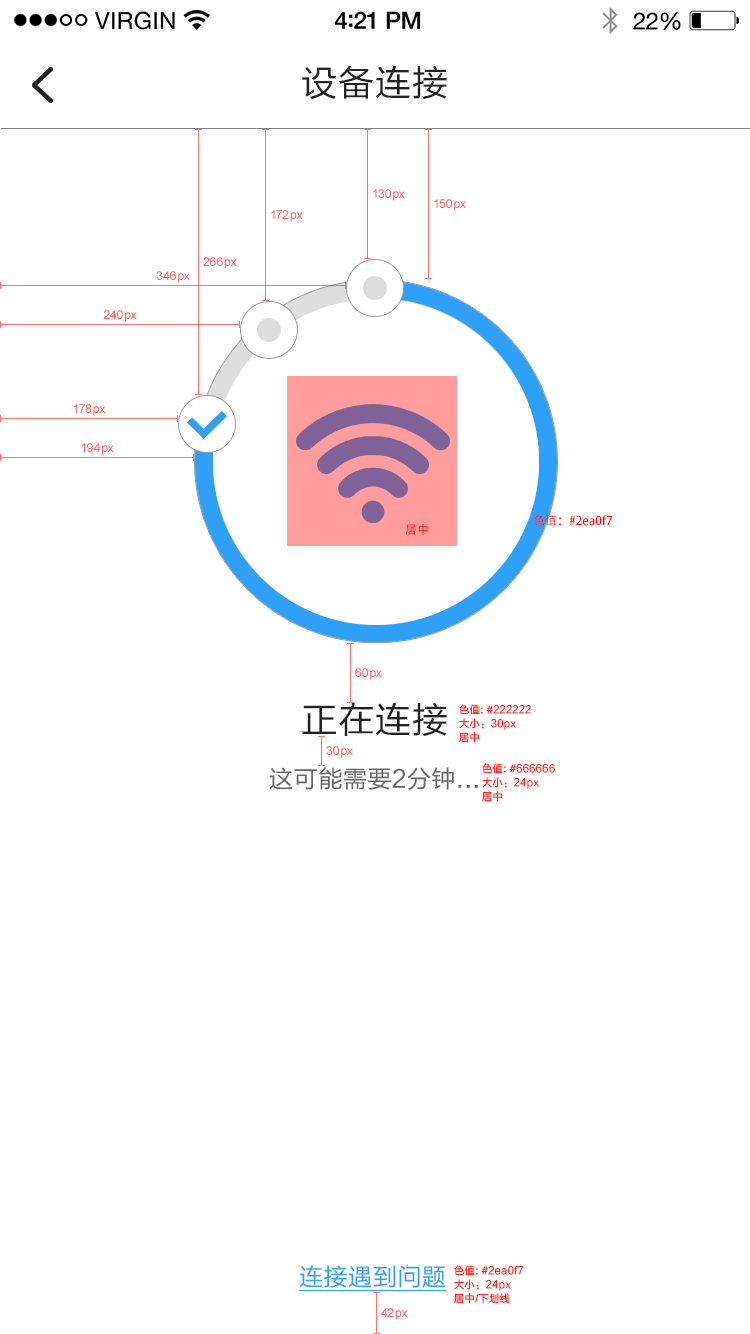 VIRGIN 4:21 PM 22%
设备连接
130px
150px
172px
266px
346px
240px
178px
194px
居中
色值：#2ea0f7
60px
正在连接
色值: #222222
大小：30px
居中
30px
这可能需要2分钟...
色值: #666666
大小：24px
居中
连接遇到问题
色值: #2ea0f7
大小：24px
居中/下划线
42px